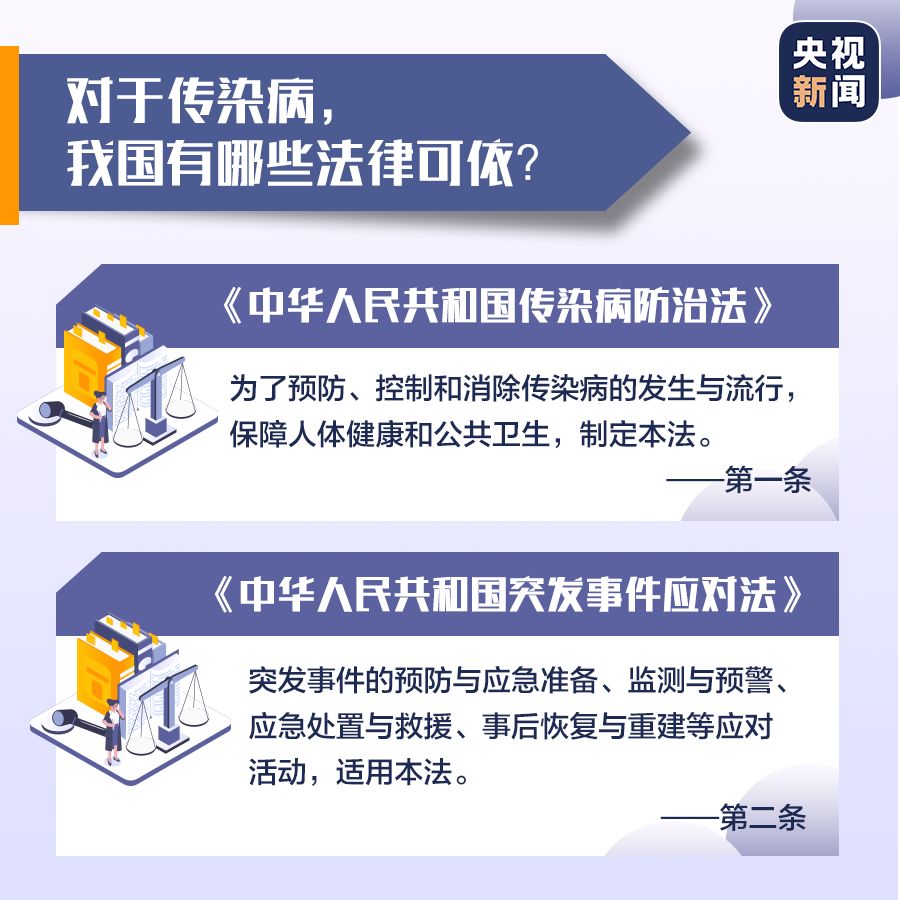 央视
新闻
对于传染病，
我国有哪些法律可依?
《中华人民共和国传染病防治法》
为了预防、控制和消除传染病的发生与流行，
保障人体健康和公共卫生，制定本法。
——第一条
《中华人民共和国突发事件应对法》
突发事件的预防与应急准备、监测与预警、
应急处置与救援、事后恢复与重建等应对
活动，适用本法。
——第二条